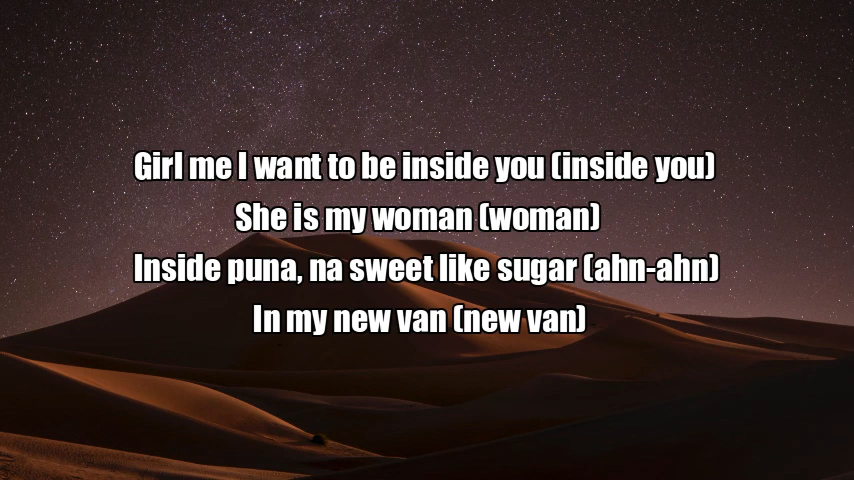 Girl me I want to be inside you (inside you)
She is my woman (woman)
Inside puna, na sweet like sugar (ahn-ahn)
In my new van (new van)